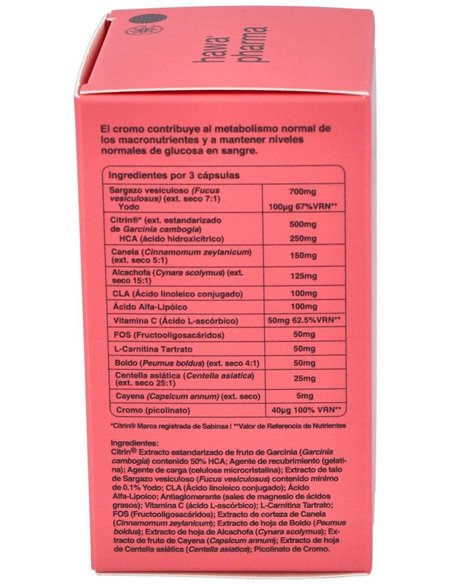 hawa®
pharma
El cromo contribuye al metabolismo normal de
los macronutrientes y a mantener niveles
normales de glucosa en sangre.
Ingredientes por 3 cápsulas
Sargazo vesiculoso (Fucus
vesiculosus) (ext. seco 7:1) 700mg
Yodo 100µg 67%VRN**
Citrin®* (ext. estandarizado
de Garcinia cambogia) 500mg
HCA (ácido hidroxicítrico) 250mg
Canela (Cinnamomum zeylanicum)
(ext. seco 5:1) 150mg
Alcachofa (Cynara scolymus) (ext.
seco 15:1) 125mg
CLA (Ácido linoleico conjugado) 100mg
Ácido Alfa-Lipóico 100mg
Vitamina C (Ácido L-ascórbico) 50mg 62.5%VRN**
FOS (Fructooligosacáridos) 50mg
L-Carnitina Tartrato 50mg
Boldo (Peumus boldus) (ext. seco 4:1) 50mg
Centella asiática (Centella asiatica)
(ext. seco 25:1) 25mg
Cayena (Capsicum annum) (ext. seco) 5mg
Cromo (picolinato) 40µg 100% VRN**
*Citrin® Marca registrada de Sabinsa | **Valor de Referencia de Nutrientes
Ingredientes:
Citrin® Extracto estandarizado de fruto de Garcinia (Garcinia
cambogia) contenido 50% HCA; Agente de recubrimiento (gelati-
na); Agente de carga (celulosa microcristalina); Extracto de talo
de Sargazo vesiculoso (Fucus vesiculosus) contenido mínimo
de 0.1% Yodo; CLA (Ácido linoleico conjugado); Ácido
Alfa-Lipoico; Antiaglomerante (sales de magnesio de ácidos
grasos); Vitamina C (ácido L-ascórbico); L-Carnitina Tartrato;
FOS (Fructooligosacáridos); Extracto de corteza de Canela
(Cinnamomum zeylanicum); Extracto de hoja de Boldo (Peumus
boldus); Extracto de hoja de Alcachofa (Cynara scolymus); Ex-
tracto de fruto de Cayena (Capsicum annum); Extracto de hoja
de Centella asiática (Centella asiatica); Picolinato de Cromo.